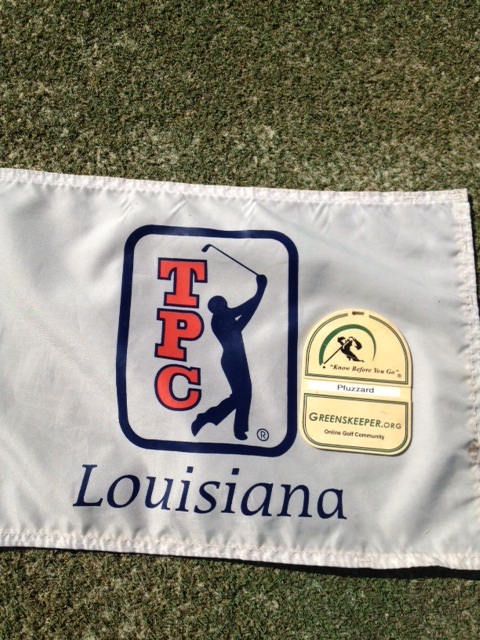 TPC
®
Louisiana
"Know Before You Go"®
Pfuzzard
GREENSKEEPER.ORG
Online Golf Community